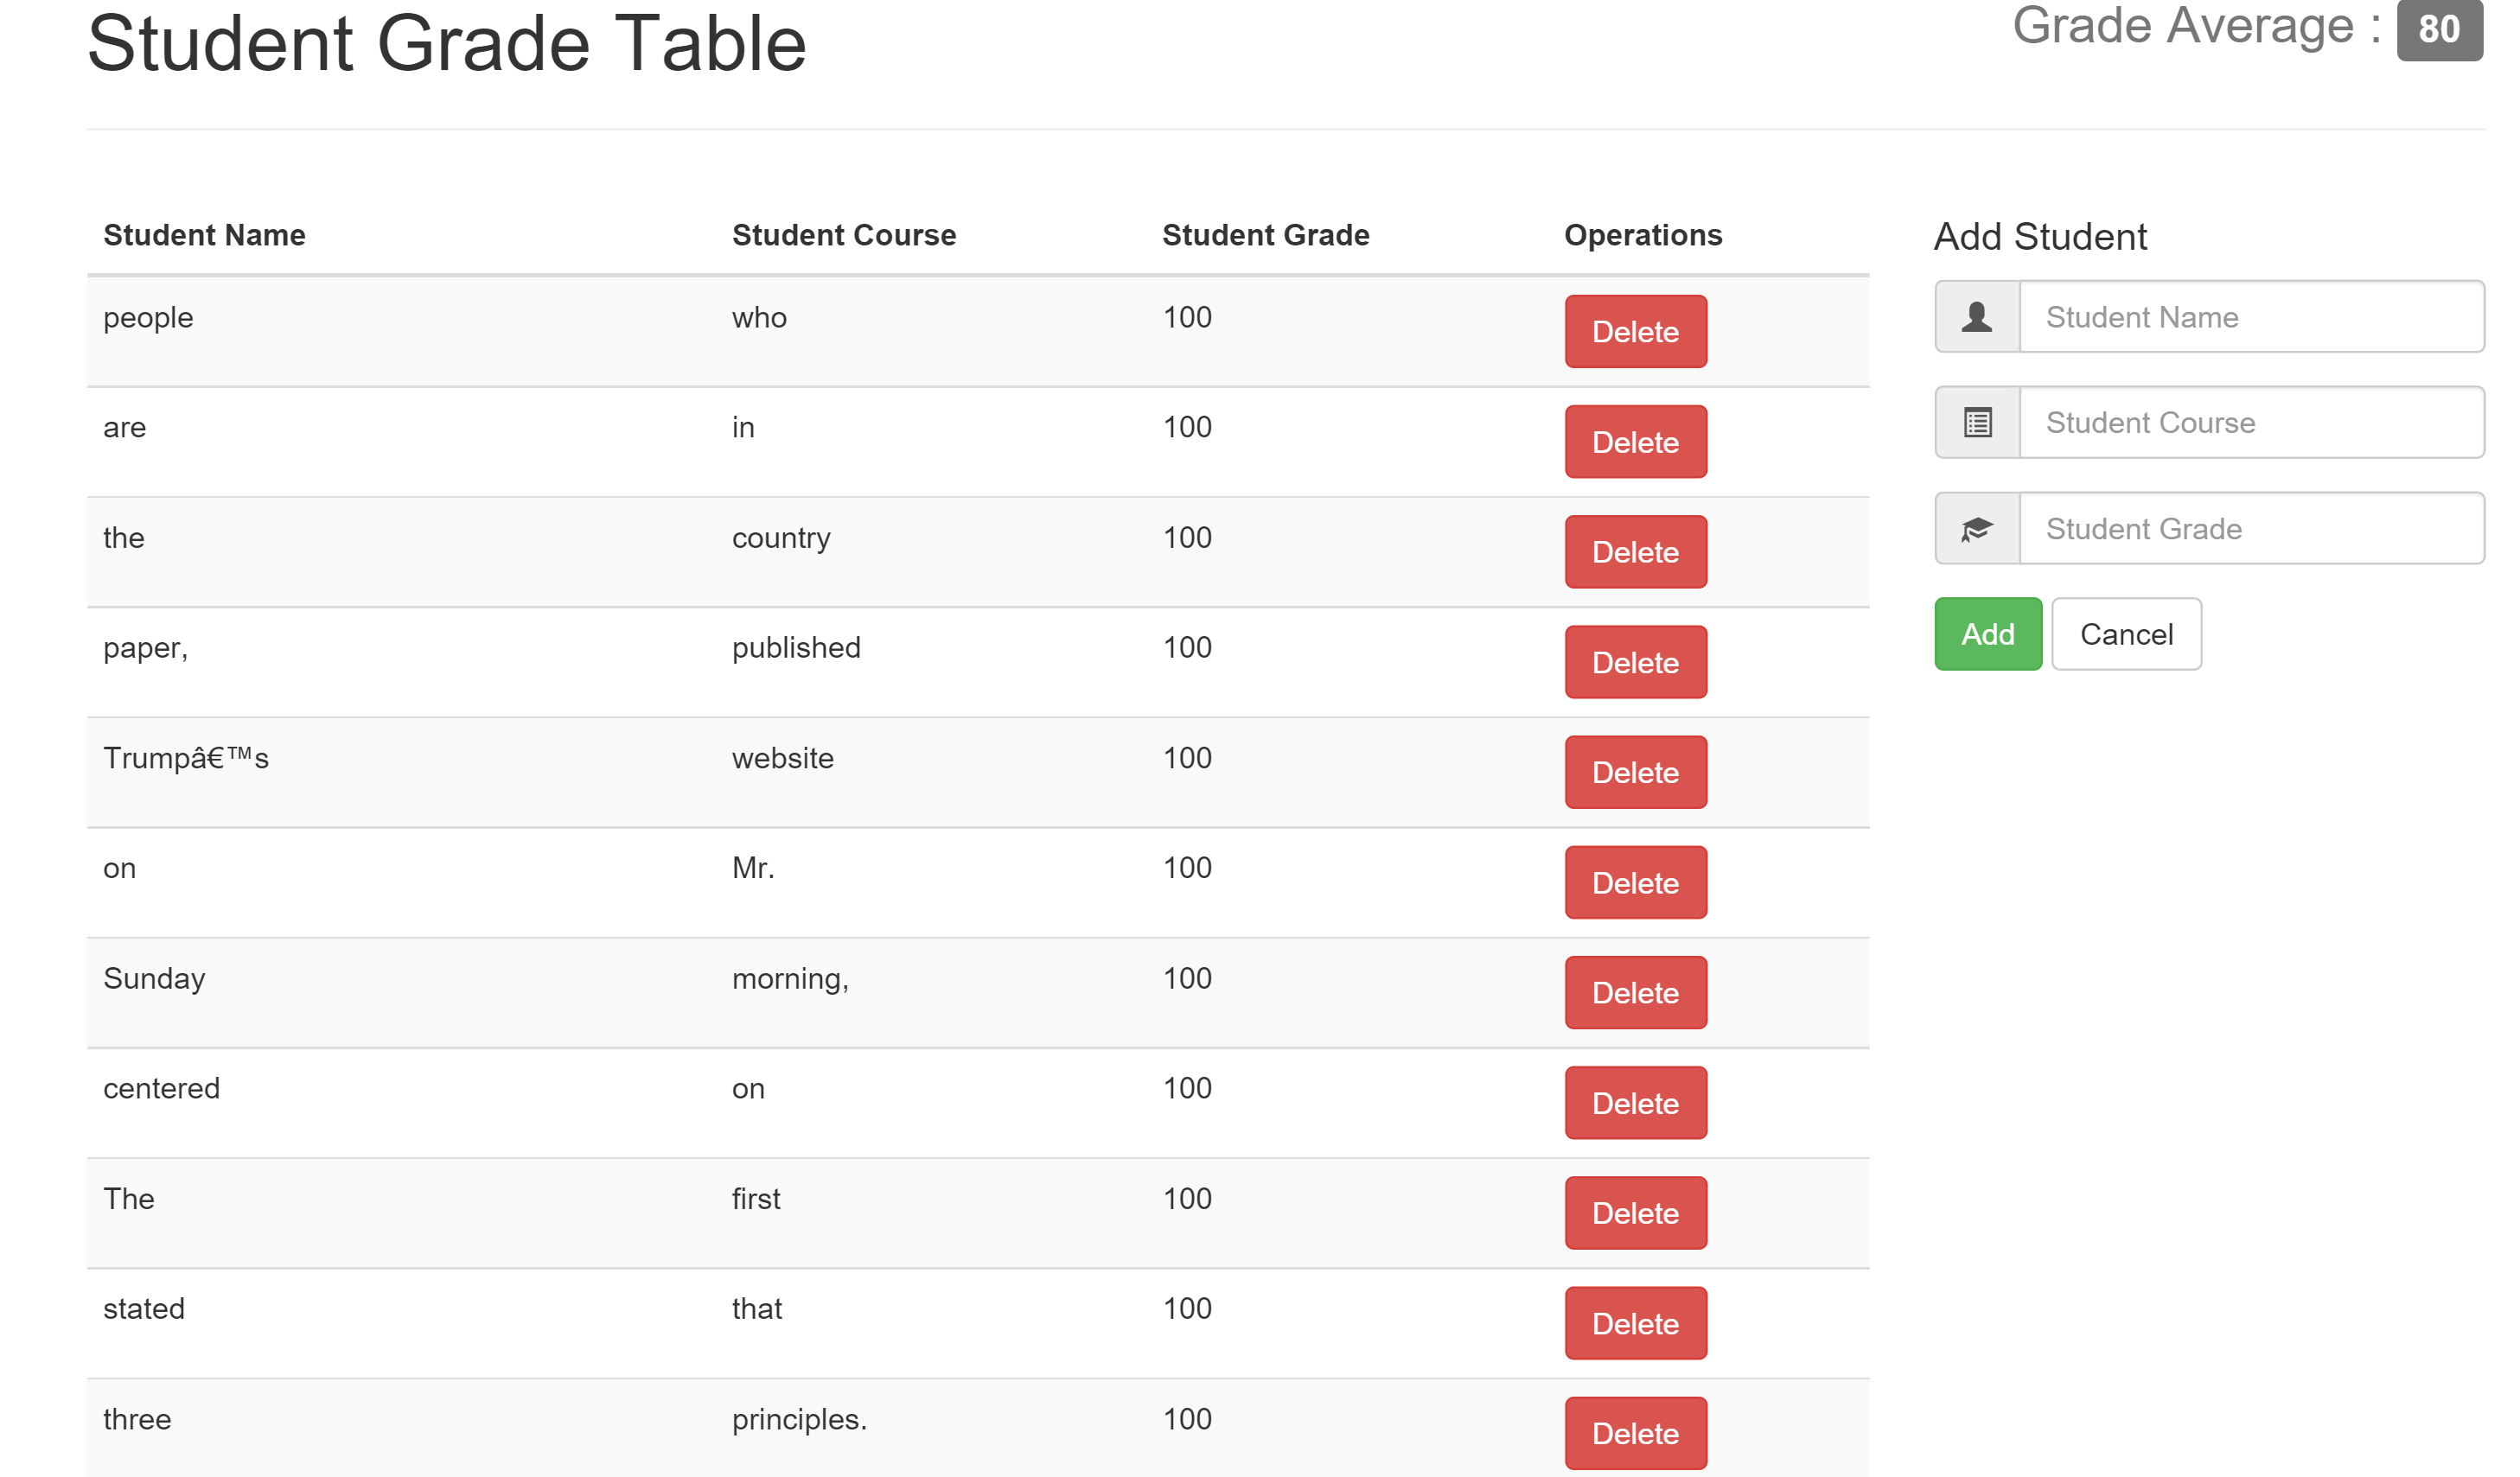 Student Grade Table
Grade Average : 80
Student Name Student Course Student Grade Operations
people who 100 Delete
are in 100 Delete
the country 100 Delete
paper, published 100 Delete
Trumpâ€™s website 100 Delete
on Mr. 100 Delete
Sunday morning, 100 Delete
centered on 100 Delete
The first 100 Delete
stated that 100 Delete
three principles. 100 Delete
Add Student
Student Name
Student Course
Student Grade
Add Cancel